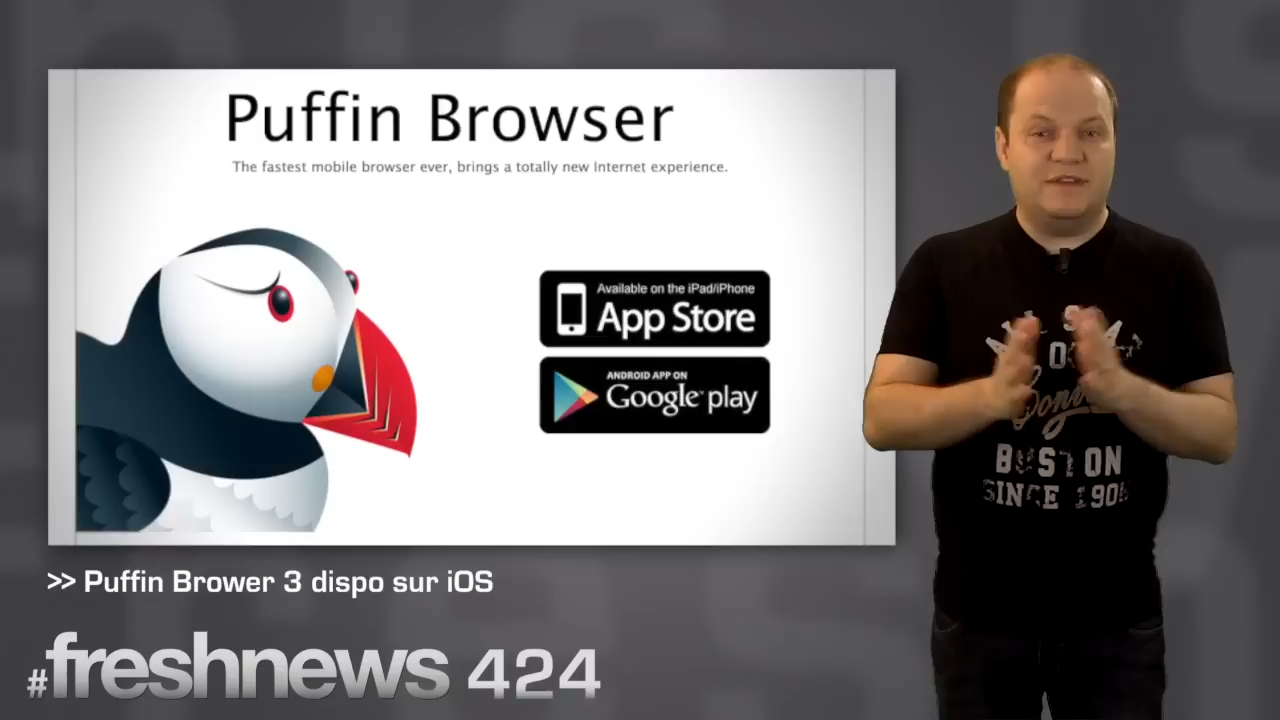 Puffin Browser
The fastest mobile browser ever, brings a totally new Internet experience.
Available on the iPad/iPhone
App Store
ANDROID APP ON
Google play
BOSTON
SINCE 190
>> Puffin Brower 3 dispo sur iOS
#freshnews 424